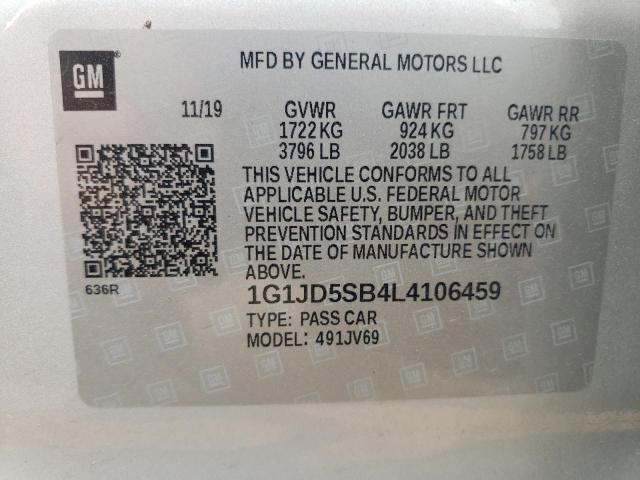 GM
MFD BY GENERAL MOTORS LLC
11/19 GVWR GAWR FRT GAWR RR
1722 KG 924 KG 797 KG
3796 LB 2038 LB 1758 LB
THIS VEHICLE CONFORMS TO ALL
APPLICABLE U.S. FEDERAL MOTOR
VEHICLE SAFETY, BUMPER, AND THEFT
PREVENTION STANDARDS IN EFFECT ON
THE DATE OF MANUFACTURE SHOWN
ABOVE.
636R
1G1JD5SB4L4106459
TYPE: PASS CAR
MODEL: 491JV69